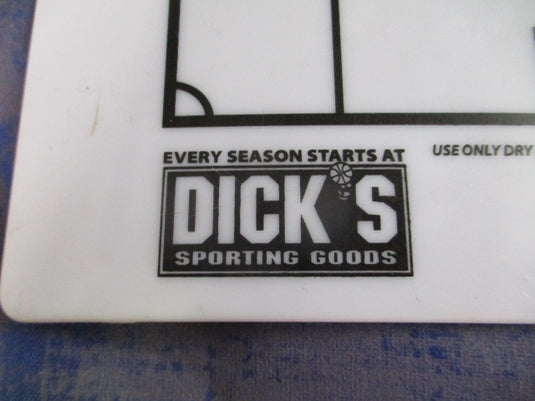 EVERY SEASON STARTS AT
DICK'S
SPORTING GOODS
USE ONLY DRY